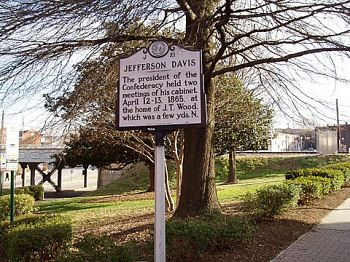 JEFFERSON DAVIS
The president of the
Confederacy held two
meetings of his cabinet,
April 12-13, 1865, at
the home of J. T. Wood,
which was a few yds. N.